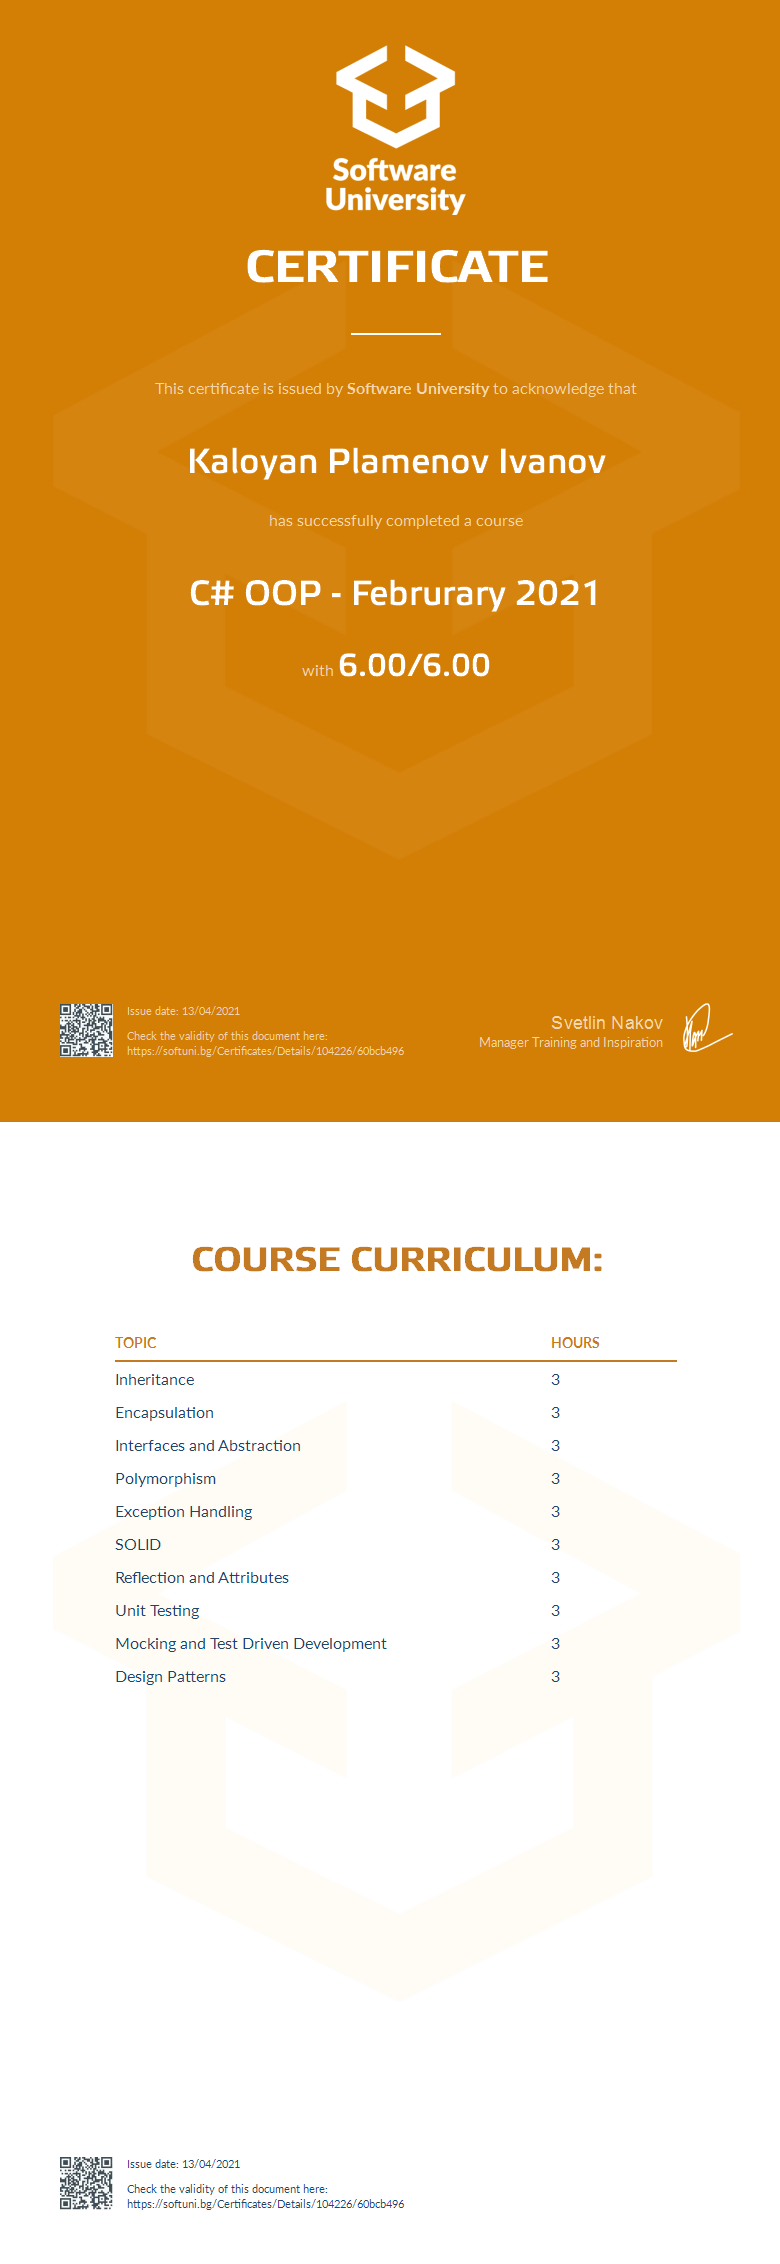 Software
University
CERTIFICATE
This certificate is issued by Software University to acknowledge that
Kaloyan Plamenov Ivanov
has successfully completed a course
C# OOP - Februrary 2021
with 6.00/6.00
Issue date: 13/04/2021
Check the validity of this document here:
https://softuni.bg/Certificates/Details/104226/60bcb496
Svetlin Nakov
Manager Training and Inspiration
COURSE CURRICULUM:
TOPIC HOURS
Inheritance 3
Encapsulation 3
Interfaces and Abstraction 3
Polymorphism 3
Exception Handling 3
SOLID 3
Reflection and Attributes 3
Unit Testing 3
Mocking and Test Driven Development 3
Design Patterns 3
Issue date: 13/04/2021
Check the validity of this document here:
https://softuni.bg/Certificates/Details/104226/60bcb496